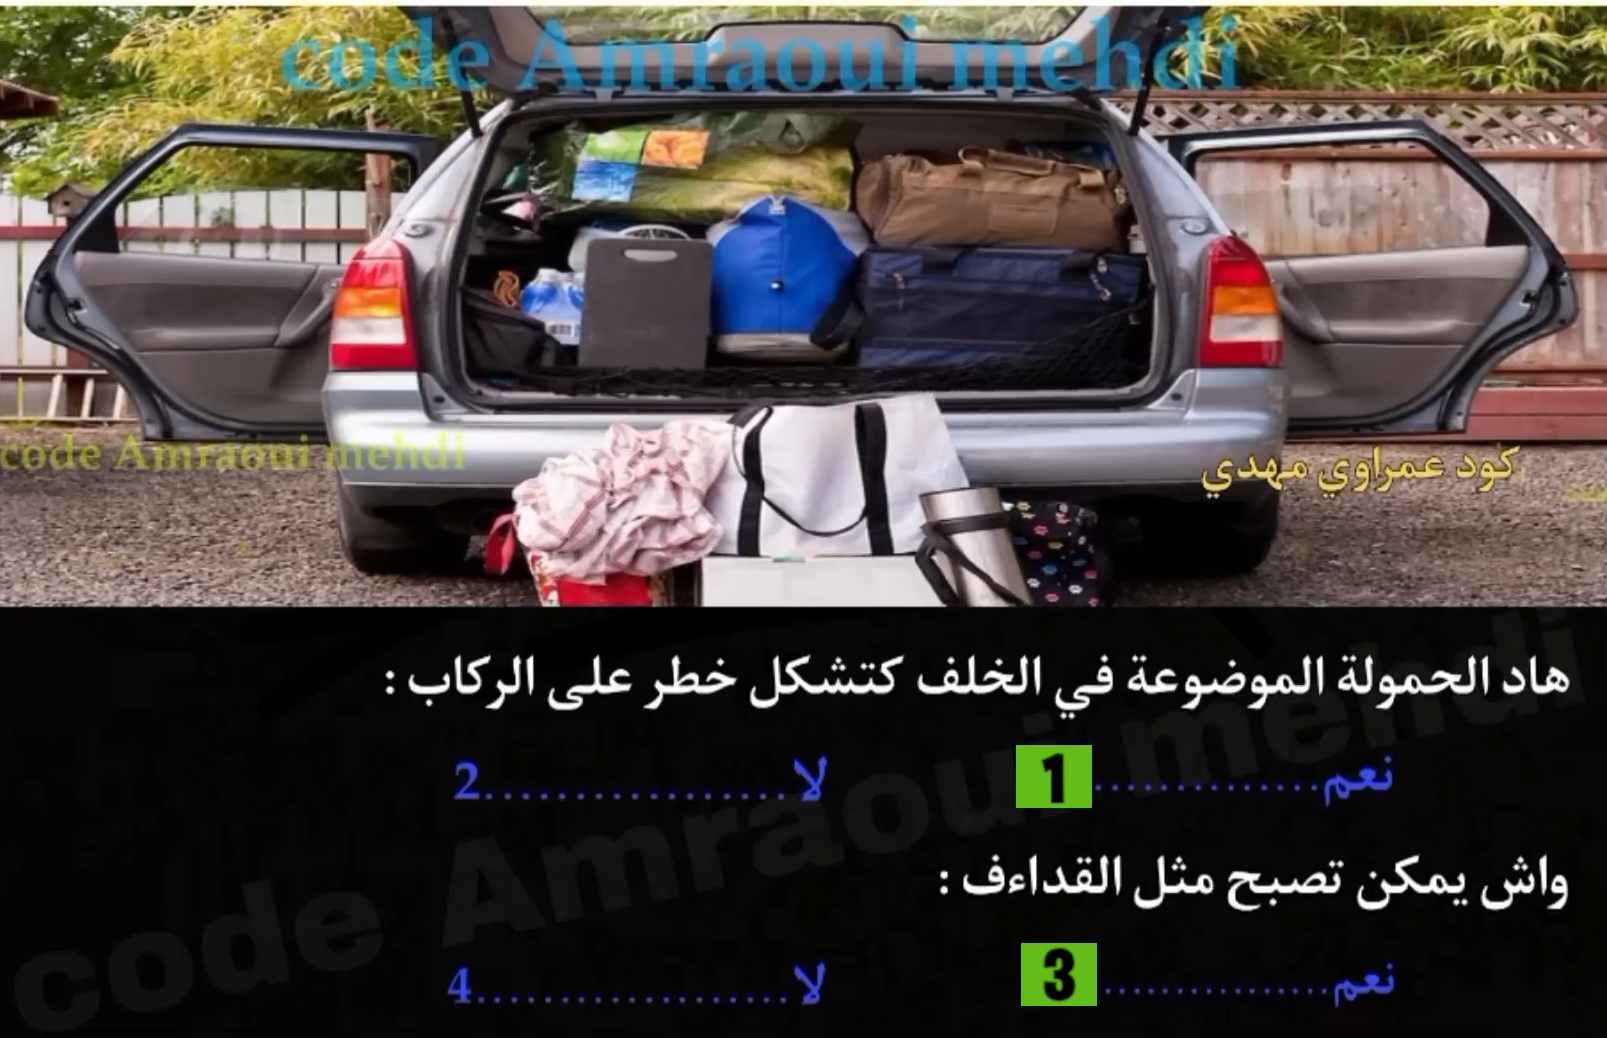 code Amraoui mehdi
code Amraoui mehdi
كود عمراوي مهدي
هاد الحمولة الموضوعة في الخلف كتشكل خطر على الركاب :
نعم..............1 لا.................2
واش يمكن تصبح مثل القداءف :
نعم................3 لا...................4
code Amraoui mehdi